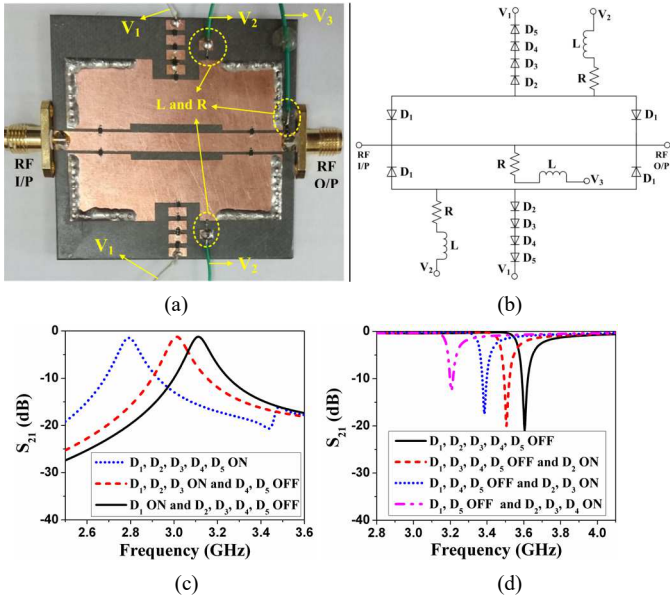 V₁
V₂
V₃
L and R
RF
I/P
RF
O/P
V₁
V₂
(a)
V₁
V₂
D₅
D₄
D₃
D₂
L
R
D₁
D₁
RF
I/P
R
L
V₃
RF
O/P
D₁
D₁
R
L
V₂
D₂
D₃
D₄
D₅
V₁
(b)
0
-10
-20
-30
-40
S₂₁ (dB)
D₁, D₂, D₃, D₄, D₅ ON
D₁, D₂, D₃ ON and D₄, D₅ OFF
D₁ ON and D₂, D₃, D₄, D₅ OFF
2.6 2.8 3.0 3.2 3.4 3.6
Frequency (GHz)
(c)
0
-10
-20
-30
-40
S₂₁ (dB)
D₁, D₂, D₃, D₄, D₅ OFF
D₁, D₃, D₄, D₅ OFF and D₂ ON
D₁, D₄, D₅ OFF and D₂, D₃ ON
D₁, D₅ OFF and D₂, D₃, D₄ ON
2.8 3.0 3.2 3.4 3.6 3.8 4.0
Frequency (GHz)
(d)